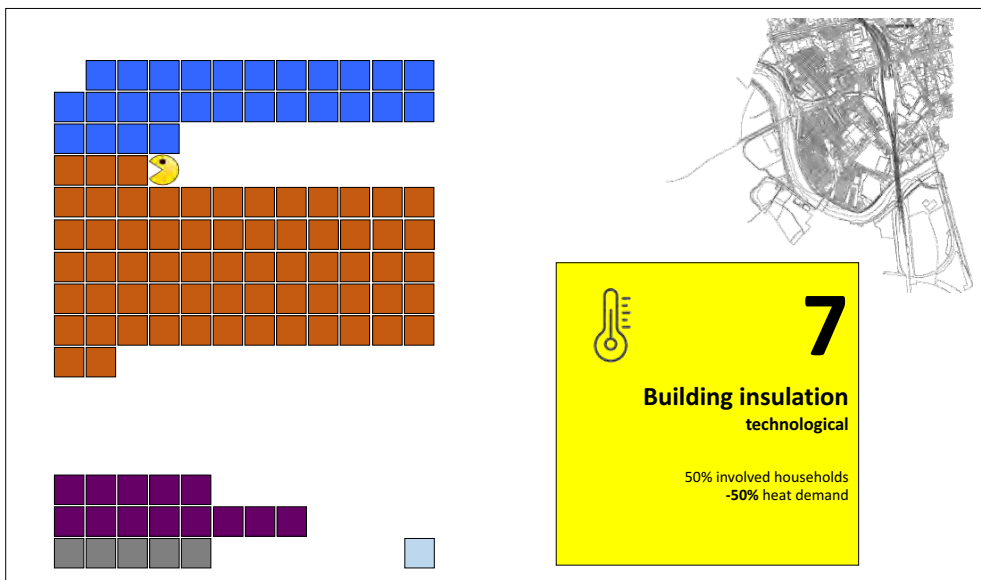 7
Building insulation
technological
50% involved households
-50% heat demand